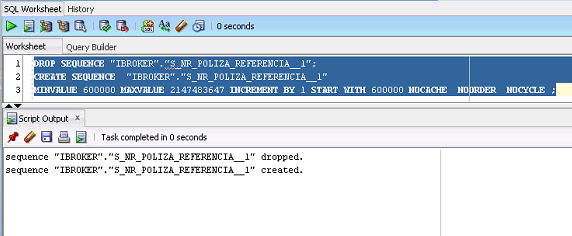 SQL Worksheet History
0 seconds
Worksheet Query Builder
1 DROP SEQUENCE "IBROKER"."S_NR_POLIZA_REFERENCIA__1";
2 CREATE SEQUENCE "IBROKER"."S_NR_POLIZA_REFERENCIA__1"
3 MINVALUE 600000 MAXVALUE 2147483647 INCREMENT BY 1 START WITH 600000 NOCACHE NOORDER NOCYCLE ;
Script Output x
Task completed in 0 seconds
sequence "IBROKER"."S_NR_POLIZA_REFERENCIA__1" dropped.
sequence "IBROKER"."S_NR_POLIZA_REFERENCIA__1" created.